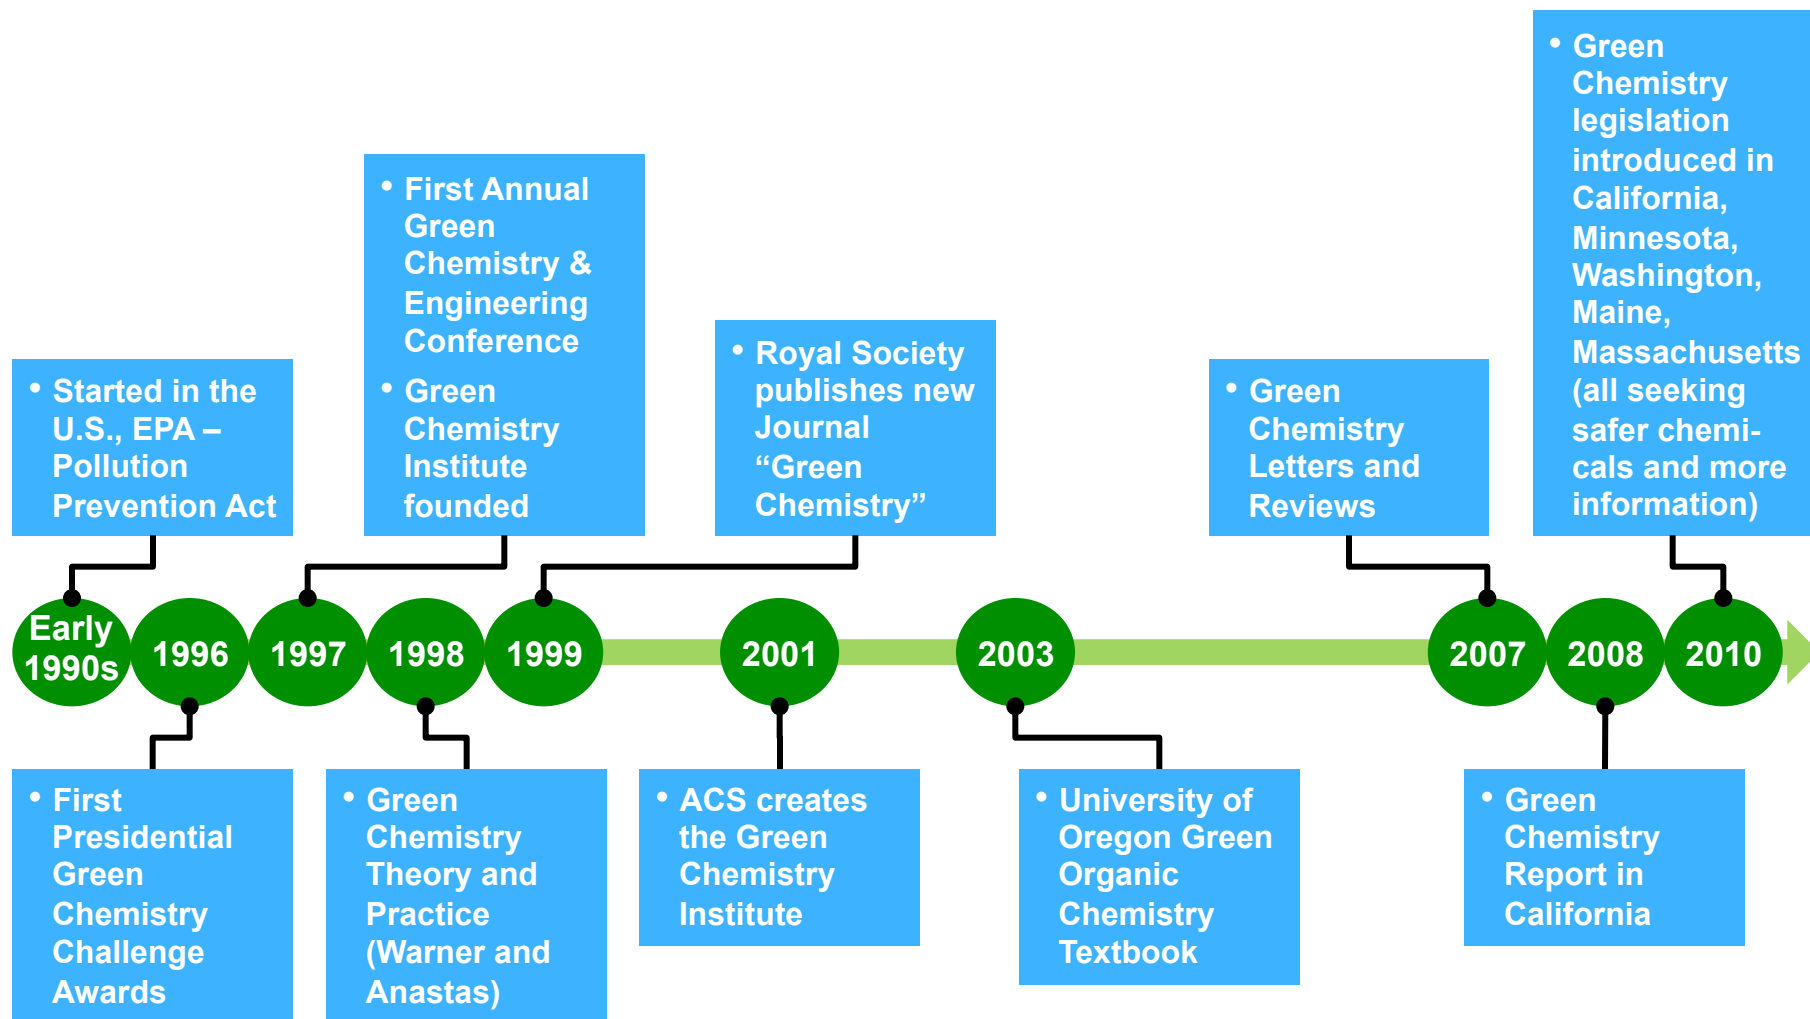 • Started in the
U.S., EPA –
Pollution
Prevention Act
• First Annual
Green
Chemistry &
Engineering
Conference
• Green
Chemistry
Institute
founded
• Royal Society
publishes new
Journal
“Green
Chemistry”
• Green
Chemistry
Letters and
Reviews
• Green
Chemistry
legislation
introduced in
California,
Minnesota,
Washington,
Maine,
Massachusetts
(all seeking
safer chemi-
cals and more
information)
Early
1990s
1996
1997
1998
1999
2001
2003
2007
2008
2010
• First
Presidential
Green
Chemistry
Challenge
Awards
• Green
Chemistry
Theory and
Practice
(Warner and
Anastas)
• ACS creates
the Green
Chemistry
Institute
• University of
Oregon Green
Organic
Chemistry
Textbook
• Green
Chemistry
Report in
California